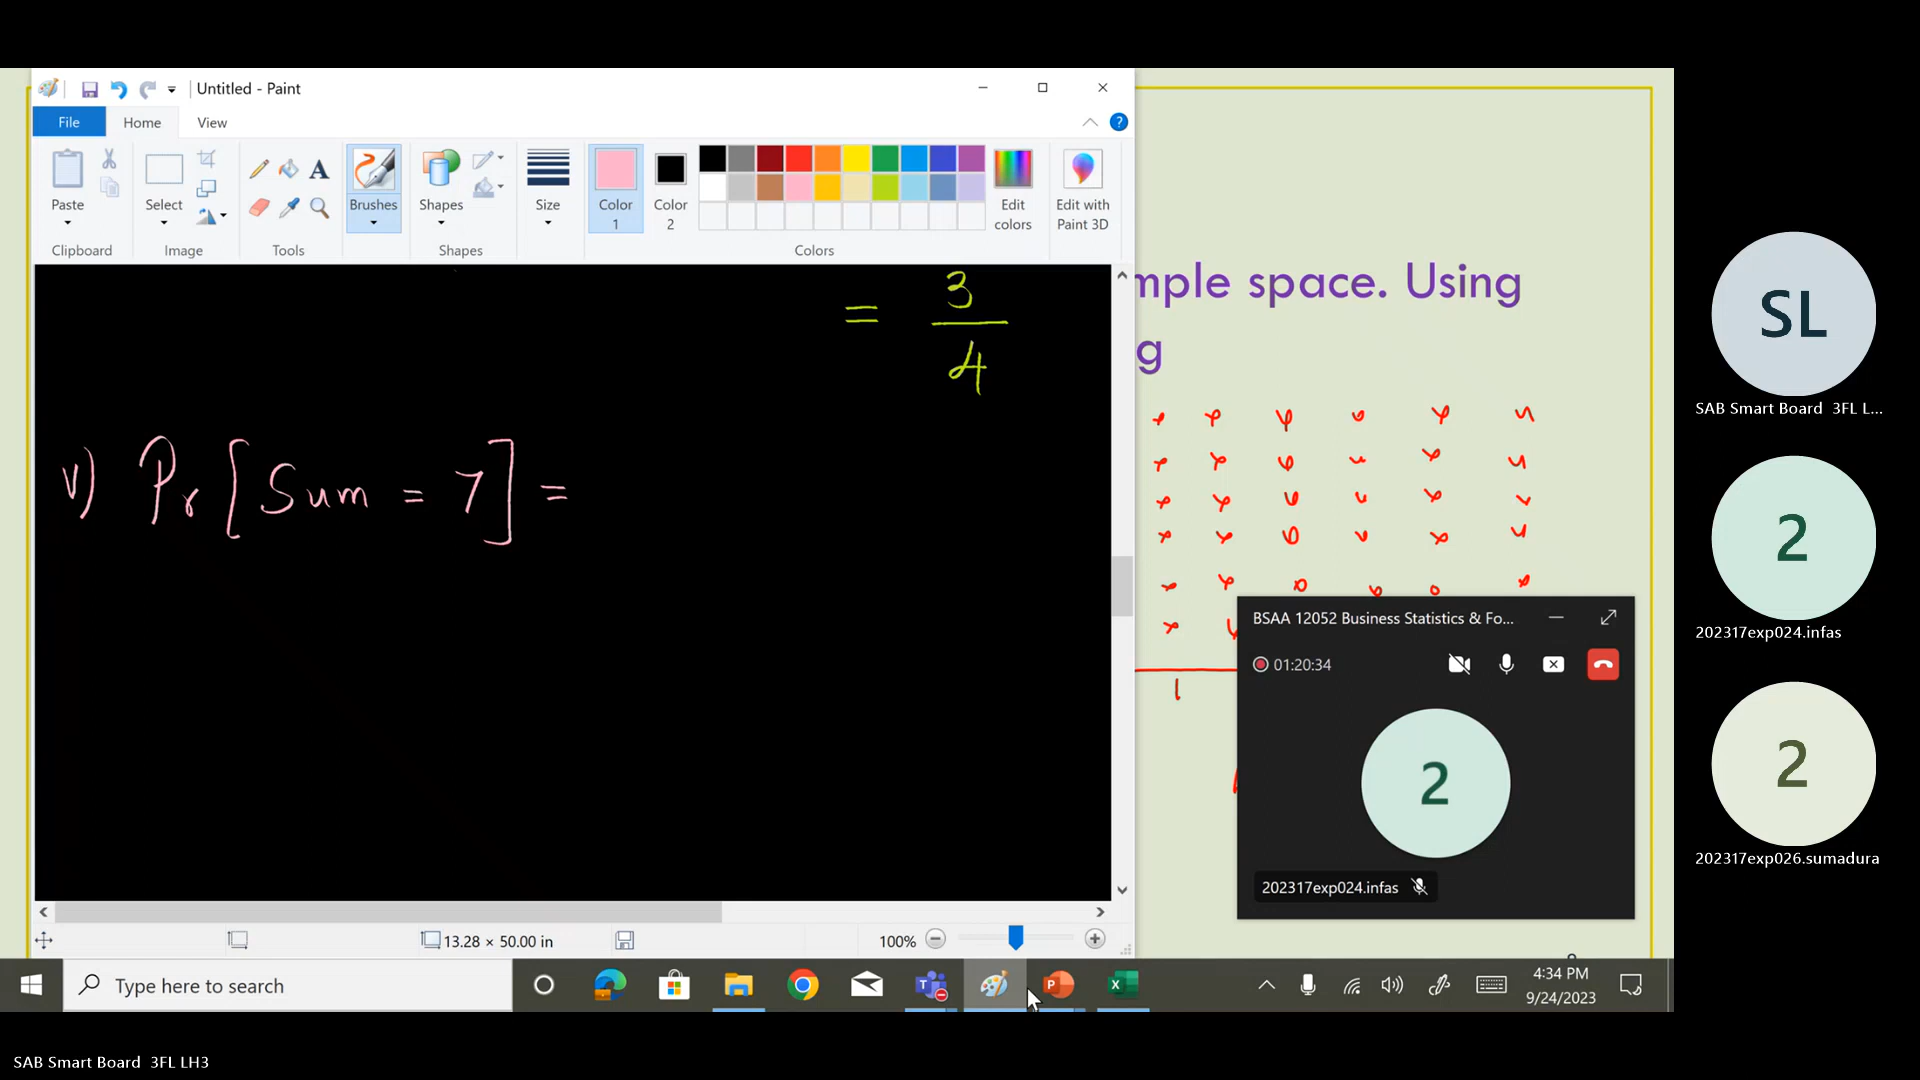 Untitled - Paint
File Home View
Paste
Select
Brushes
Shapes
Size
Color
1
Color
2
Edit
colors
Edit with
Paint 3D
Clipboard
Image
Tools
Shapes
Colors
mple space. Using
g
= 3
4
v) Pr[Sum = 7] =
1
BSAA 12052 Business Statistics & Fo...
01:20:34
2
202317exp024.infas
SL
SAB Smart Board 3FL L...
2
202317exp024.infas
2
202317exp026.sumadura
13.28 × 50.00 in
100%
Type here to search
4:34 PM
9/24/2023
SAB Smart Board 3FL LH3